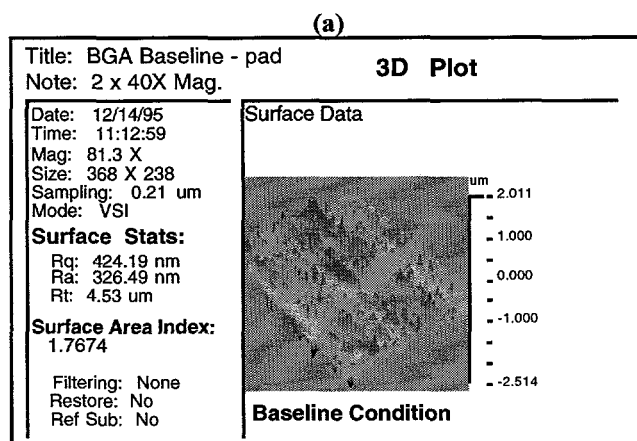 (a)
Title: BGA Baseline - pad
Note: 2 x 40X Mag.
3D Plot
Date: 12/14/95
Time: 11:12:59
Mag: 81.3 X
Size: 368 X 238
Sampling: 0.21 um
Mode: VSI
Surface Stats:
Rq: 424.19 nm
Ra: 326.49 nm
Rt: 4.53 um
Surface Area Index:
1.7674
Filtering: None
Restore: No
Ref Sub: No
Surface Data
um
2.011
1.000
0.000
-1.000
-2.514
Baseline Condition